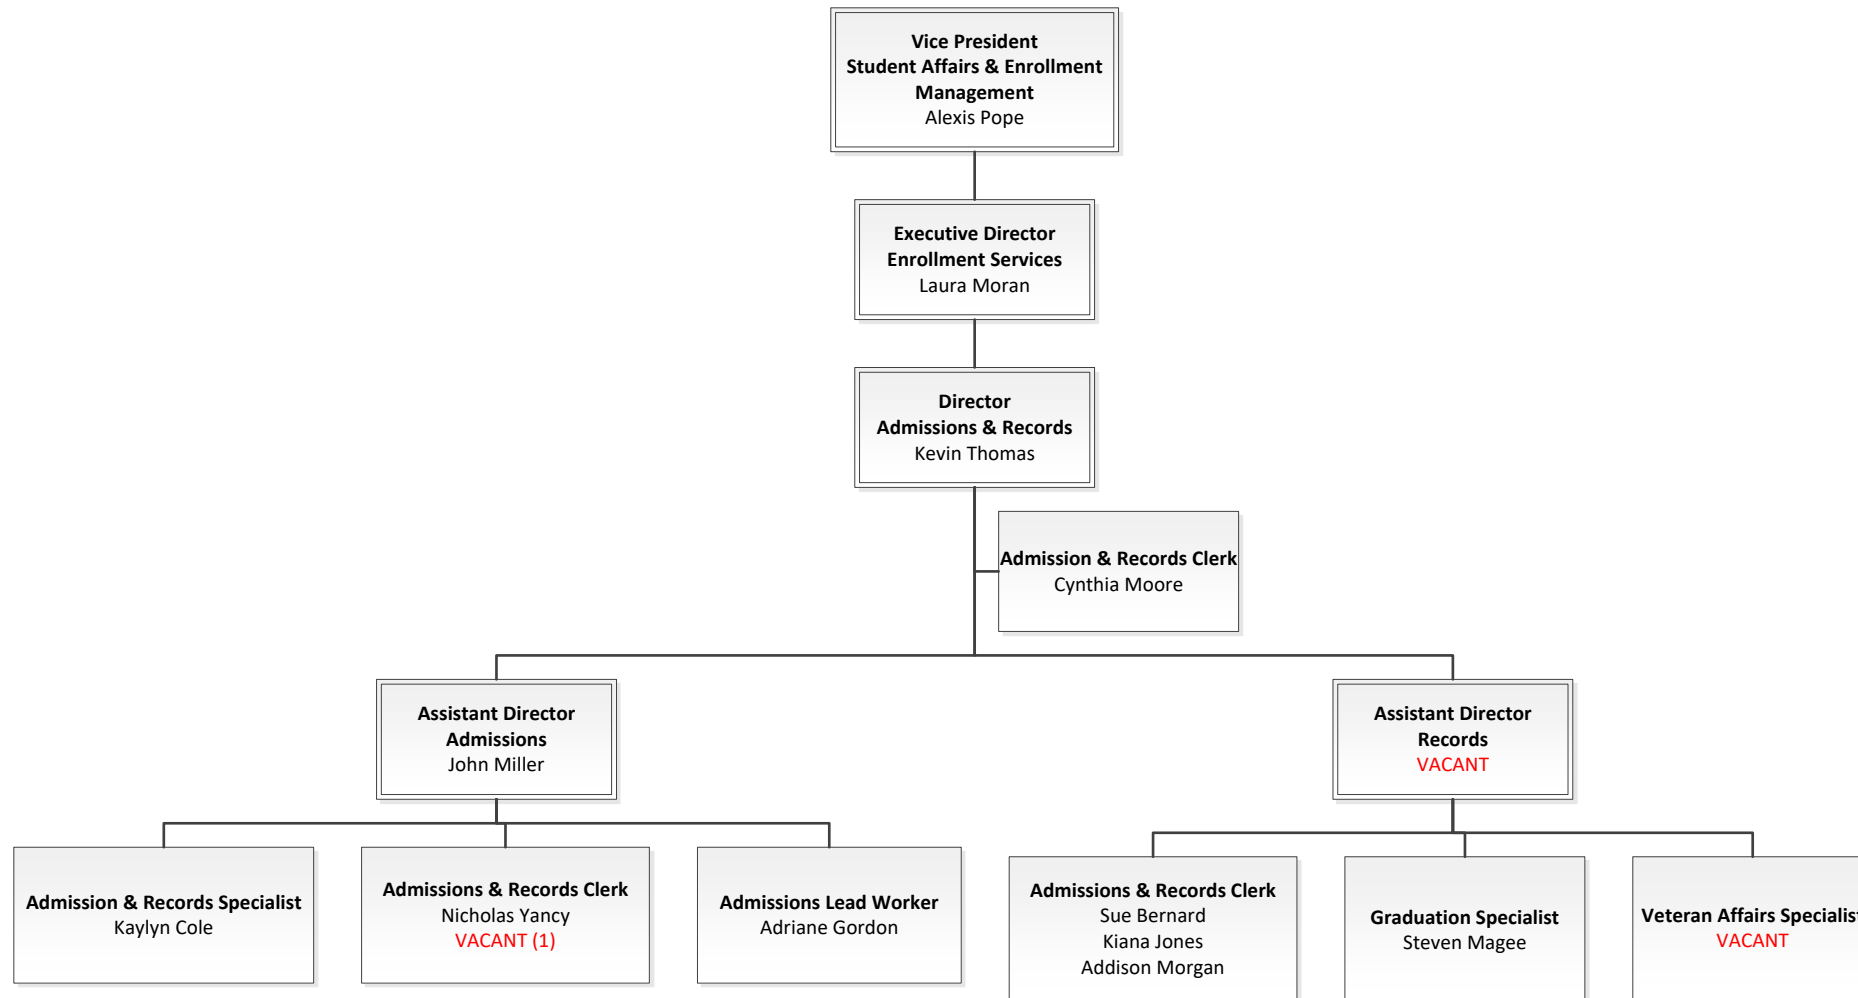 Vice President
Student Affairs & Enrollment
Management
Alexis Pope
Executive Director
Enrollment Services
Laura Moran
Director
Admissions & Records
Kevin Thomas
Admission & Records Clerk
Cynthia Moore
Assistant Director
Admissions
John Miller
Assistant Director
Records
VACANT
Admission & Records Specialist
Kaylyn Cole
Admissions & Records Clerk
Nicholas Yancy
VACANT (1)
Admissions Lead Worker
Adriane Gordon
Admissions & Records Clerk
Sue Bernard
Kiana Jones
Addison Morgan
Graduation Specialist
Steven Magee
Veteran Affairs Specialist
VACANT